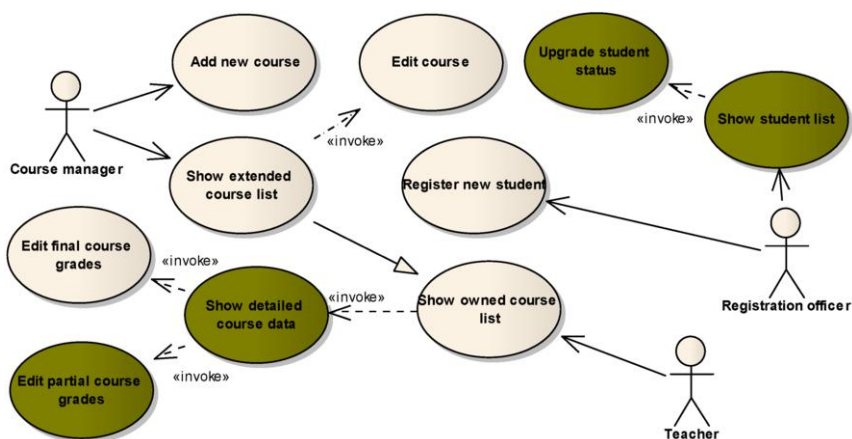 Add new course
Edit course
Upgrade student
status
Show student list
«invoke»
«invoke»
Course manager
Show extended
course list
Register new student
Edit final course
grades
«invoke»
Show detailed
course data
«invoke»
Show owned course
list
Registration officer
Edit partial course
grades
«invoke»
Teacher